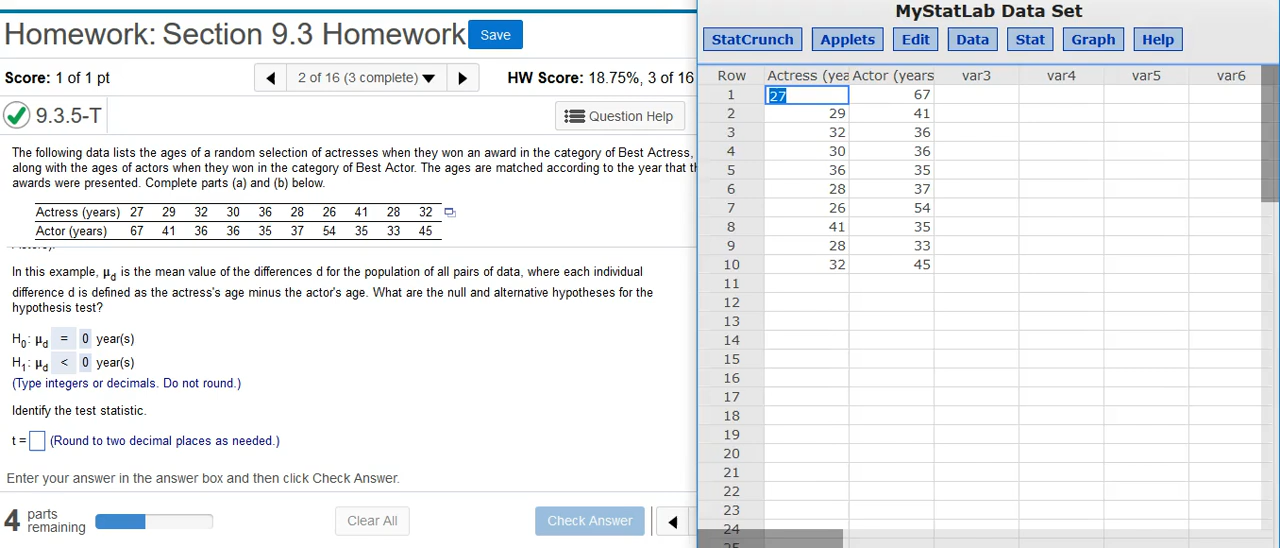 Homework: Section 9.3 Homework Save
Score: 1 of 1 pt 2 of 16 (3 complete) HW Score: 18.75%, 3 of 16
9.3.5-T Question Help
The following data lists the ages of a random selection of actresses when they won an award in the category of Best Actress,
along with the ages of actors when they won in the category of Best Actor. The ages are matched according to the year that th
awards were presented. Complete parts (a) and (b) below.
Actress (years) 27 29 32 30 36 28 26 41 28 32
Actor (years) 67 41 36 36 35 37 54 35 33 45
In this example, μd is the mean value of the differences d for the population of all pairs of data, where each individual
difference d is defined as the actress's age minus the actor's age. What are the null and alternative hypotheses for the
hypothesis test?
H0: μd = 0 year(s)
H1: μd < 0 year(s)
(Type integers or decimals. Do not round.)
Identify the test statistic.
t = (Round to two decimal places as needed.)
Enter your answer in the answer box and then click Check Answer.
4 parts remaining Clear All Check Answer
MyStatLab Data Set
StatCrunch Applets Edit Data Stat Graph Help
Row Actress (yea Actor (years var3 var4 var5 var6
1 27 67
2 29 41
3 32 36
4 30 36
5 36 35
6 28 37
7 26 54
8 41 35
9 28 33
10 32 45
11
12
13
14
15
16
17
18
19
20
21
22
23
24
25